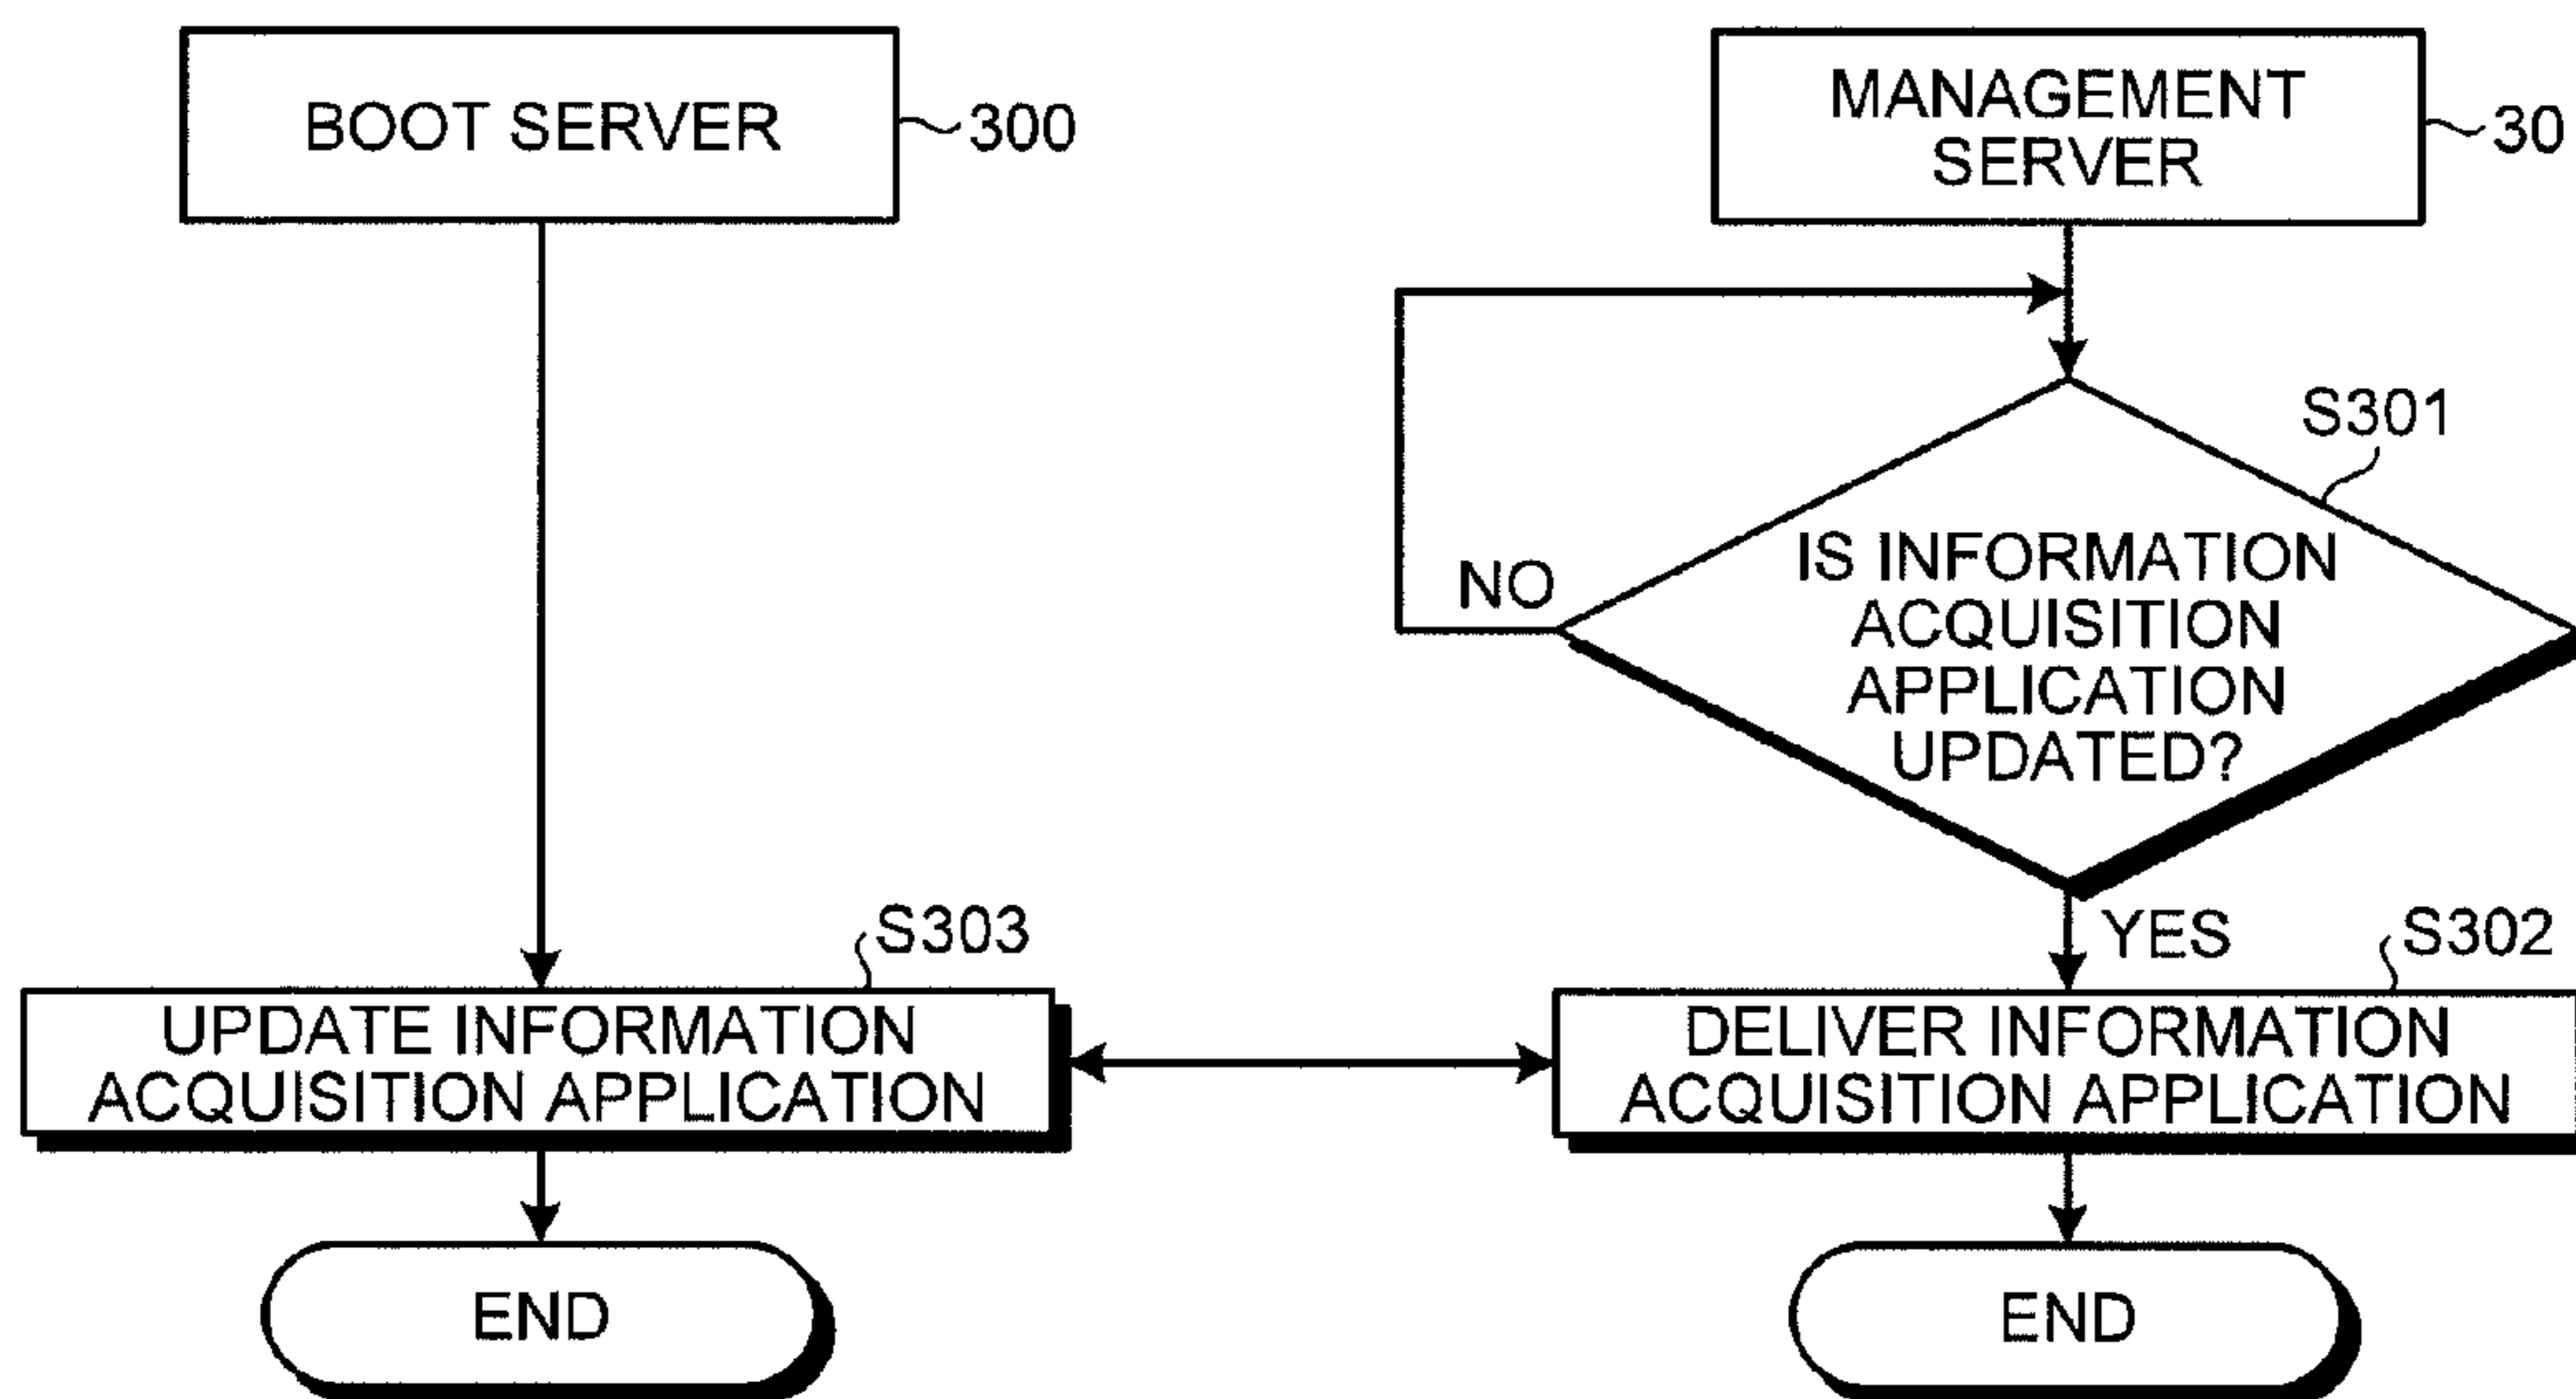 BOOT SERVER
300
MANAGEMENT
SERVER
30
S301
IS INFORMATION
ACQUISITION
APPLICATION
UPDATED?
NO
YES
S303
UPDATE INFORMATION
ACQUISITION APPLICATION
S302
DELIVER INFORMATION
ACQUISITION APPLICATION
END
END